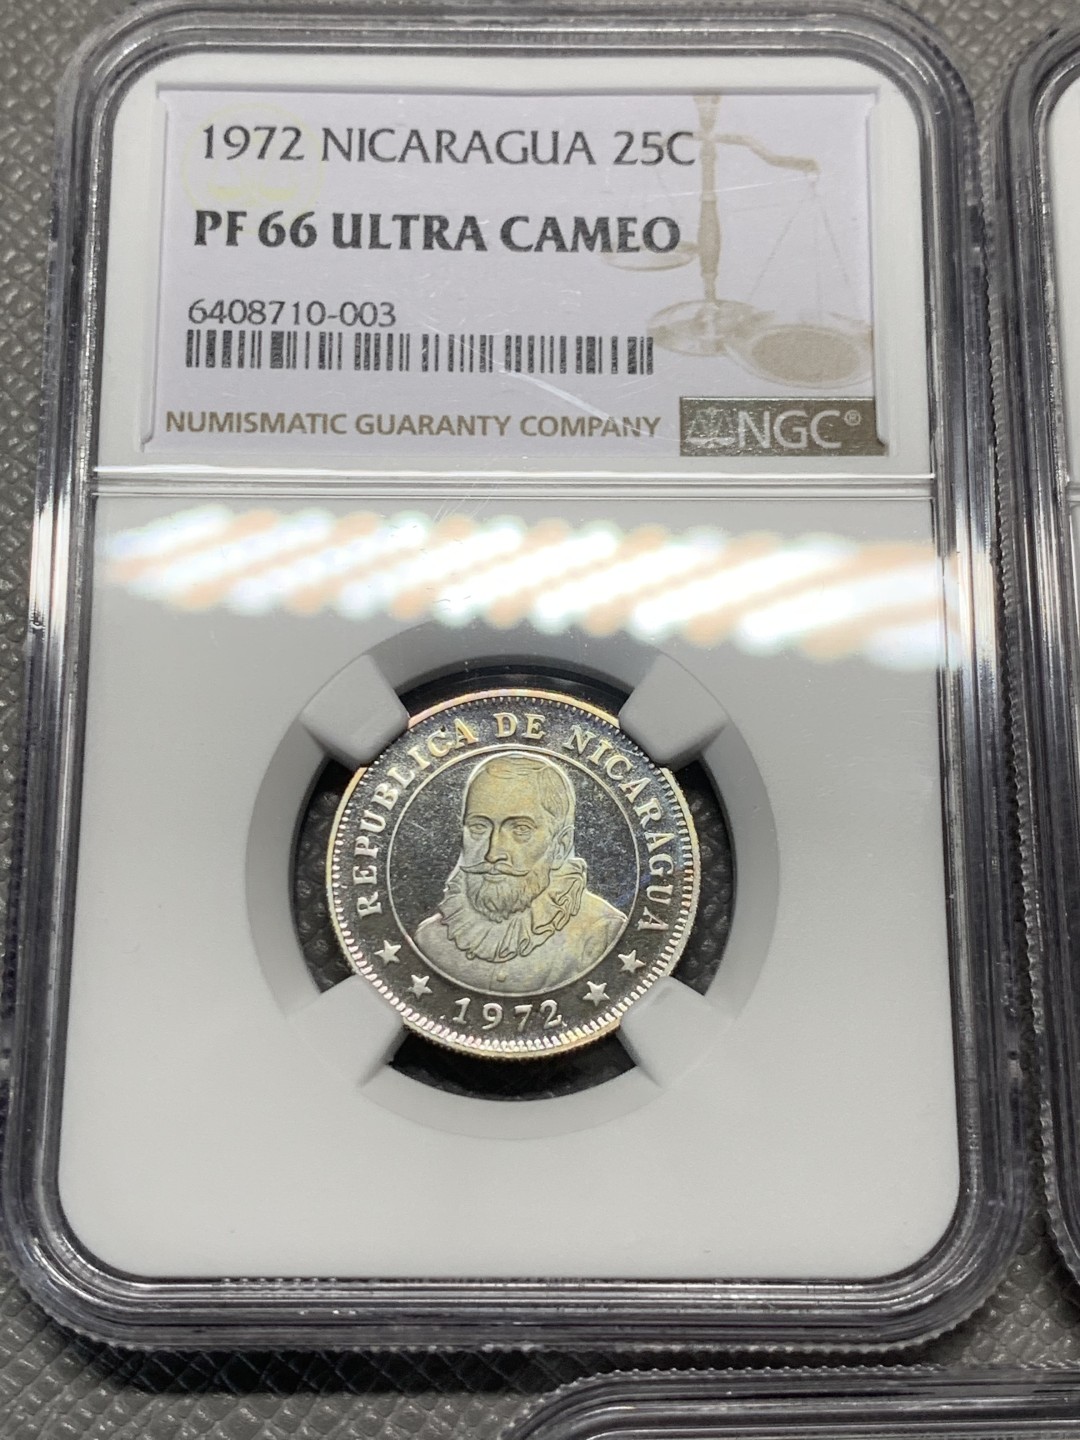 1972 NICARAGUA 25C
PF 66 ULTRA CAMEO
6408710-003
NUMISMATIC GUARANTY COMPANY
NGC®
REPUBLICA DE NICARAGUA
1972